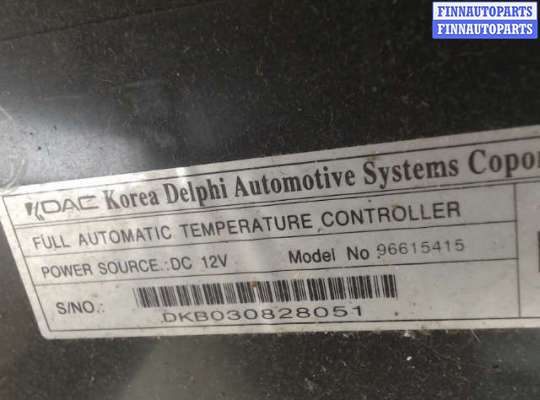 FINNAUTOPARTS
FINNAUTOPARTS
KDAC Korea Delphi Automotive Systems Copor
FULL AUTOMATIC TEMPERATURE CONTROLLER
POWER SOURCE : DC 12V Model No 96615415
S/NO. :
DKB030828051